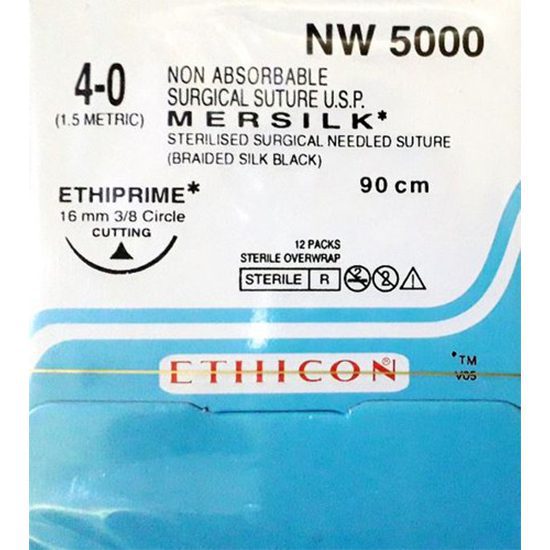 NW 5000
4-0
(1.5 METRIC)
NON ABSORBABLE
SURGICAL SUTURE U.S.P.
MERSILK*
STERILISED SURGICAL NEEDLED SUTURE
(BRAIDED SILK BLACK)
90 cm
ETHIPRIME*
16 mm 3/8 Circle
CUTTING
12 PACKS
STERILE OVERWRAP
STERILE R
2
ETHICON
*TM
V05